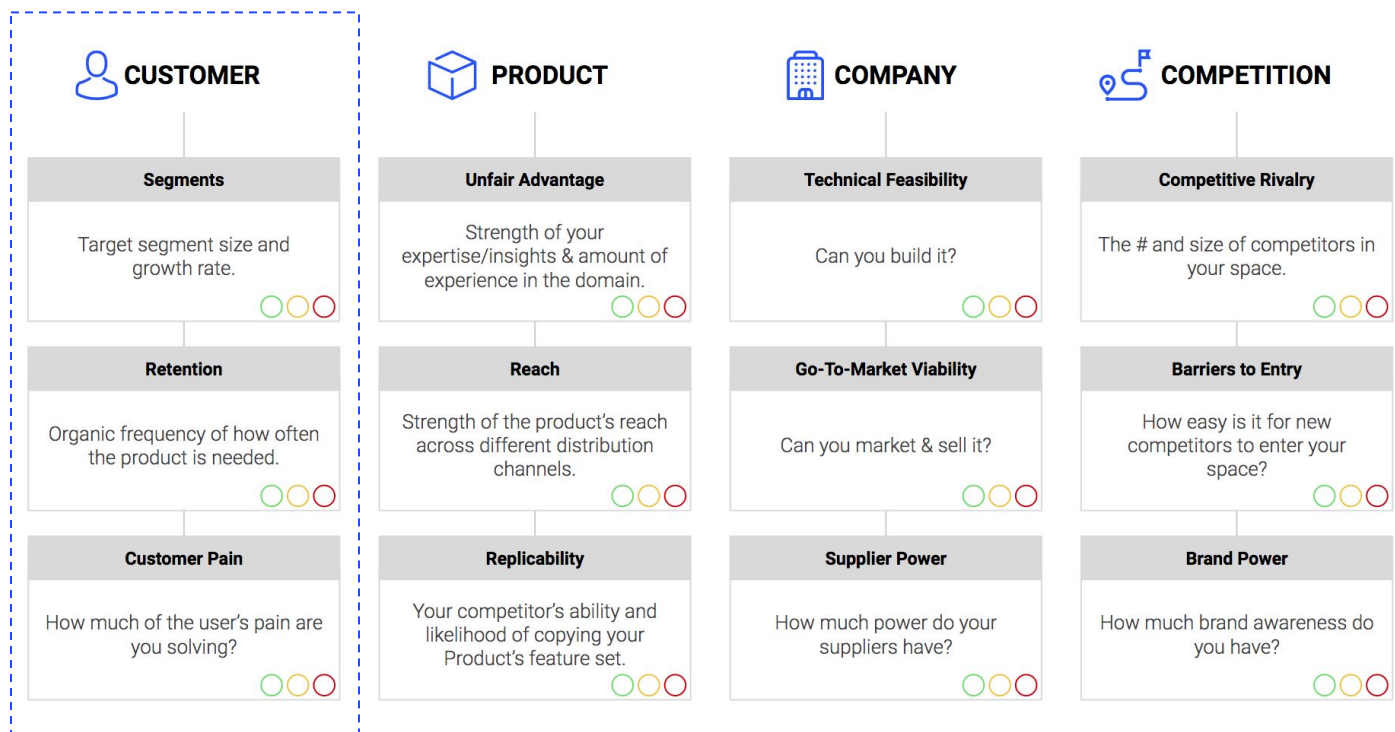 CUSTOMER
Segments
Target segment size and
growth rate.
Retention
Organic frequency of how often
the product is needed.
Customer Pain
How much of the user's pain are
you solving?
PRODUCT
Unfair Advantage
Strength of your
expertise/insights & amount of
experience in the domain.
Reach
Strength of the product's reach
across different distribution
channels.
Replicability
Your competitor's ability and
likelihood of copying your
Product's feature set.
COMPANY
Technical Feasibility
Can you build it?
Go-To-Market Viability
Can you market & sell it?
Supplier Power
How much power do your
suppliers have?
COMPETITION
Competitive Rivalry
The # and size of competitors in
your space.
Barriers to Entry
How easy is it for new
competitors to enter your
space?
Brand Power
How much brand awareness do
you have?